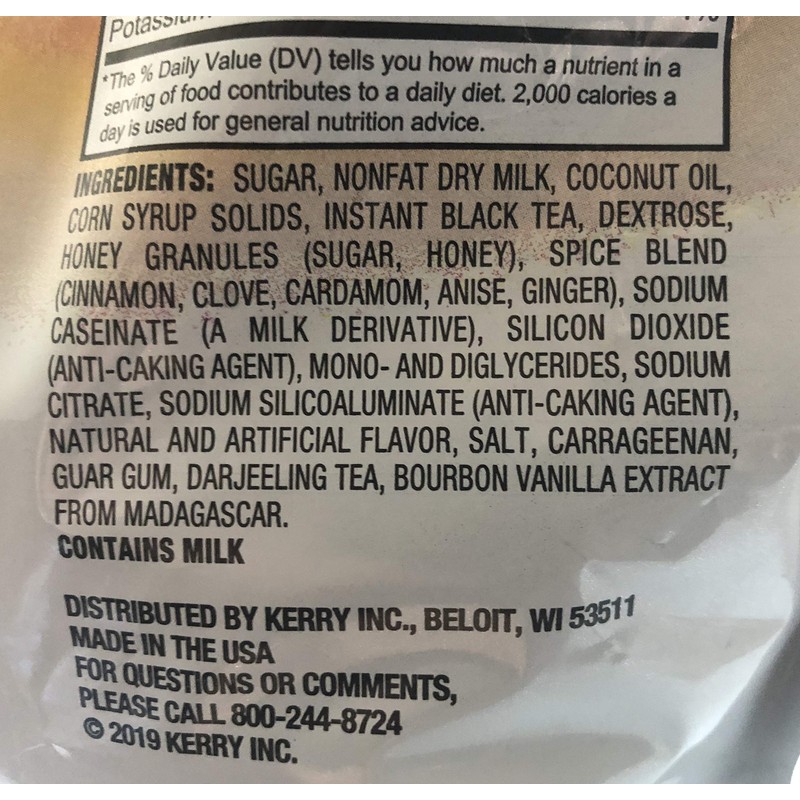 *The % Daily Value (DV) tells you how much a nutrient in a
serving of food contributes to a daily diet. 2,000 calories a
day is used for general nutrition advice.
INGREDIENTS: SUGAR, NONFAT DRY MILK, COCONUT OIL,
CORN SYRUP SOLIDS, INSTANT BLACK TEA, DEXTROSE,
HONEY GRANULES (SUGAR, HONEY), SPICE BLEND
(CINNAMON, CLOVE, CARDAMOM, ANISE, GINGER), SODIUM
CASEINATE (A MILK DERIVATIVE), SILICON DIOXIDE
(ANTI-CAKING AGENT), MONO- AND DIGLYCERIDES, SODIUM
CITRATE, SODIUM SILICOALUMINATE (ANTI-CAKING AGENT),
NATURAL AND ARTIFICIAL FLAVOR, SALT, CARRAGEENAN,
GUAR GUM, DARJEELING TEA, BOURBON VANILLA EXTRACT
FROM MADAGASCAR.
CONTAINS MILK
DISTRIBUTED BY KERRY INC., BELOIT, WI 53511
MADE IN THE USA
FOR QUESTIONS OR COMMENTS,
PLEASE CALL 800-244-8724
© 2019 KERRY INC.